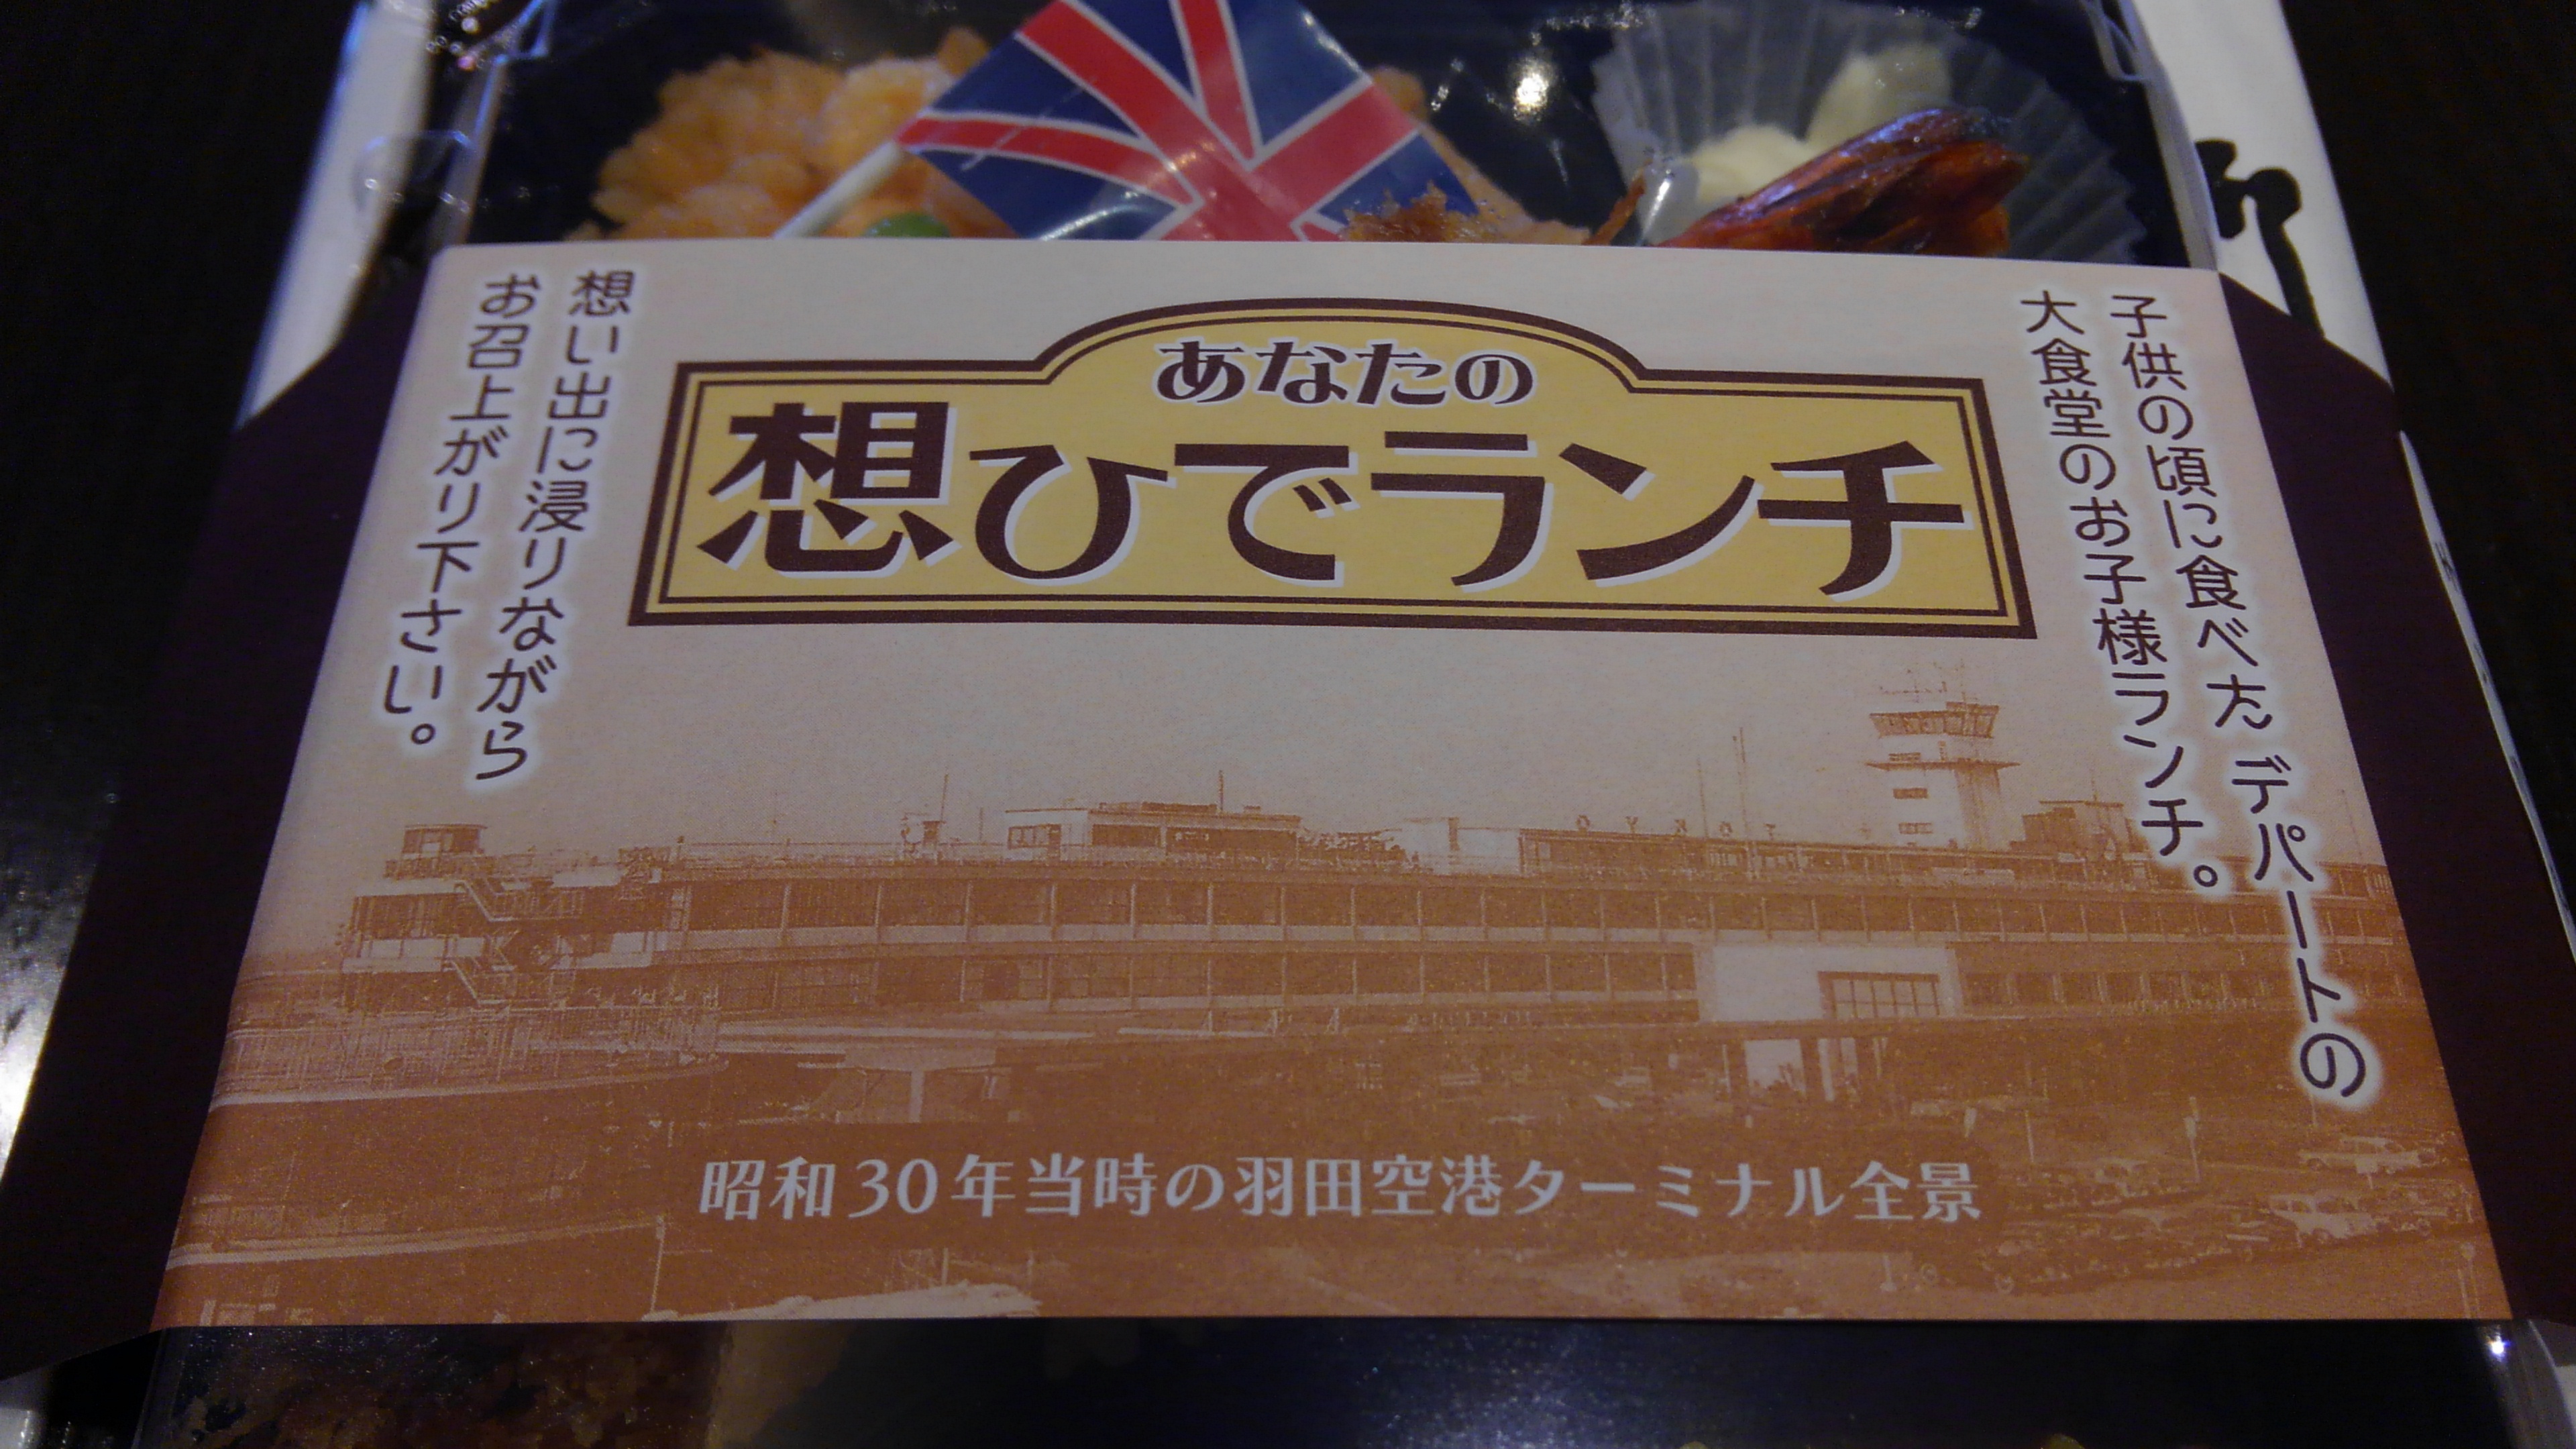 あなたの
想ひでランチ
子供の頃に食べた デパートの
大食堂のお子様ランチ。
想い出に浸りながら
お召上がり下さい。
昭和30年当時の羽田空港ターミナル全景